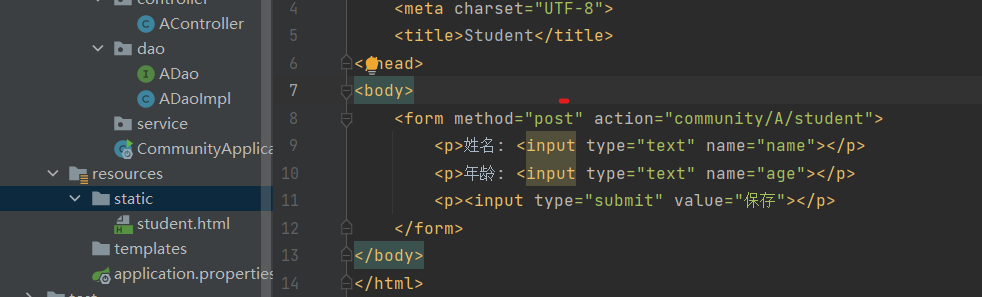 controller
AController
dao
ADao
ADaoImpl
service
CommunityApplica
resources
static
student.html
templates
application.properties
test
4 <meta charset="UTF-8">
5 <title>Student</title>
6 </head>
7 <body>
8 <form method="post" action="community/A/student">
9 <p>姓名: <input type="text" name="name"></p>
10 <p>年龄: <input type="text" name="age"></p>
11 <p><input type="submit" value="保存"></p>
12 </form>
13 </body>
14 </html>